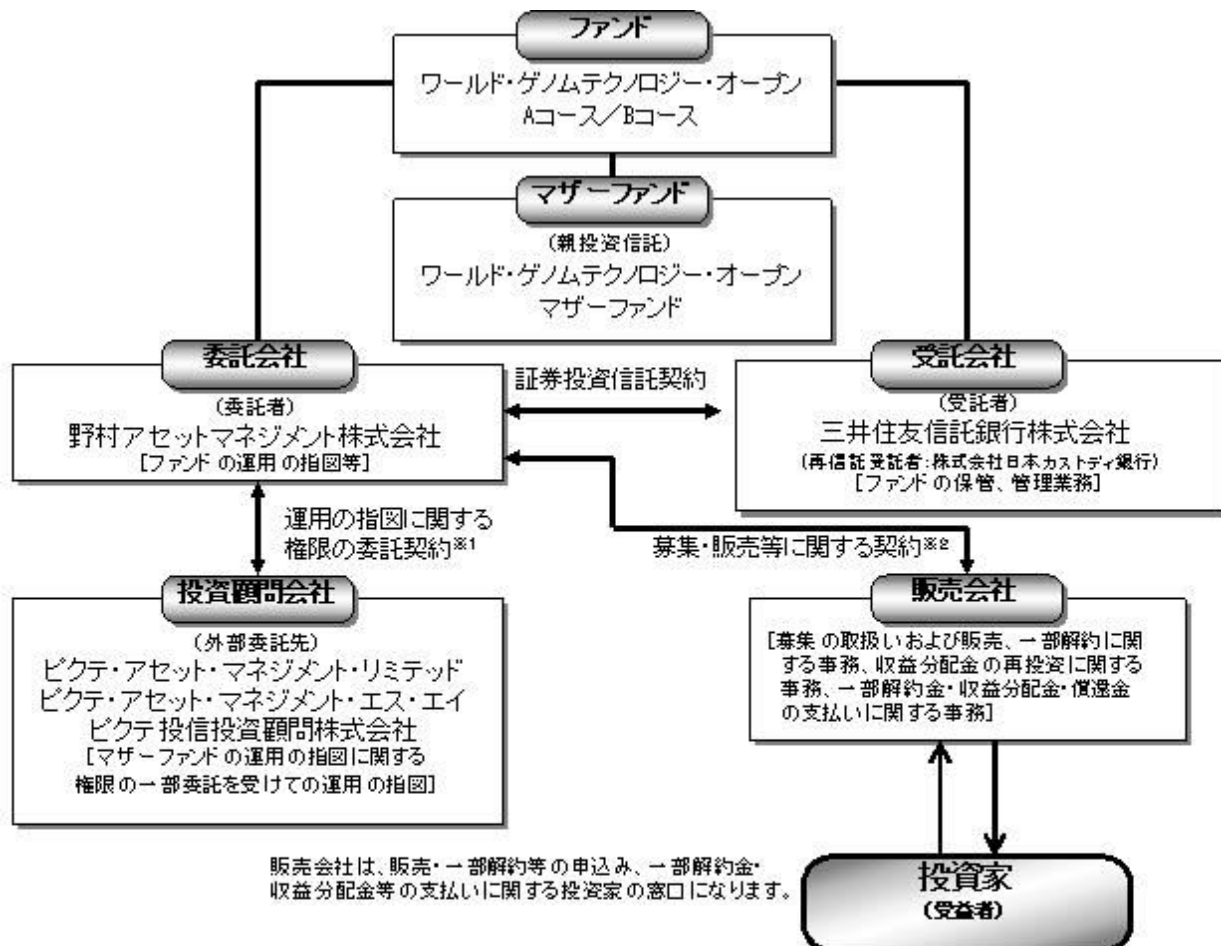 ファンド
ワールド・ゲノムテクノロジー・オープン
Aコース／Bコース
マザーファンド
(親投資信託)
ワールド・ゲノムテクノロジー・オープン
マザーファンド
委託会社
(委託者)
野村アセットマネジメント株式会社
[ファンドの運用の指図等]
証券投資信託契約
受託会社
(受託者)
三井住友信託銀行株式会社
(再信託受託者:株式会社日本カストディ銀行)
[ファンドの保管、管理業務]
運用の指図に関する
権限の委託契約※1
募集・販売等に関する契約※2
投資顧問会社
(外部委託先)
ピクテ・アセット・マネジメント・リミテッド
ピクテ・アセット・マネジメント・エス・エイ
ピクテ投信投資顧問株式会社
[マザーファンドの運用の指図に関する
権限の一部委託を受けての運用の指図]
販売会社
[募集の取扱いおよび販売、一部解約に関
する事務、収益分配金の再投資に関する
事務、一部解約金・収益分配金・償還金
の支払いに関する事務]
販売会社は、販売・一部解約等の申込み、一部解約金・
収益分配金等の支払いに関する投資家の窓口になります。
投資家
(受益者)